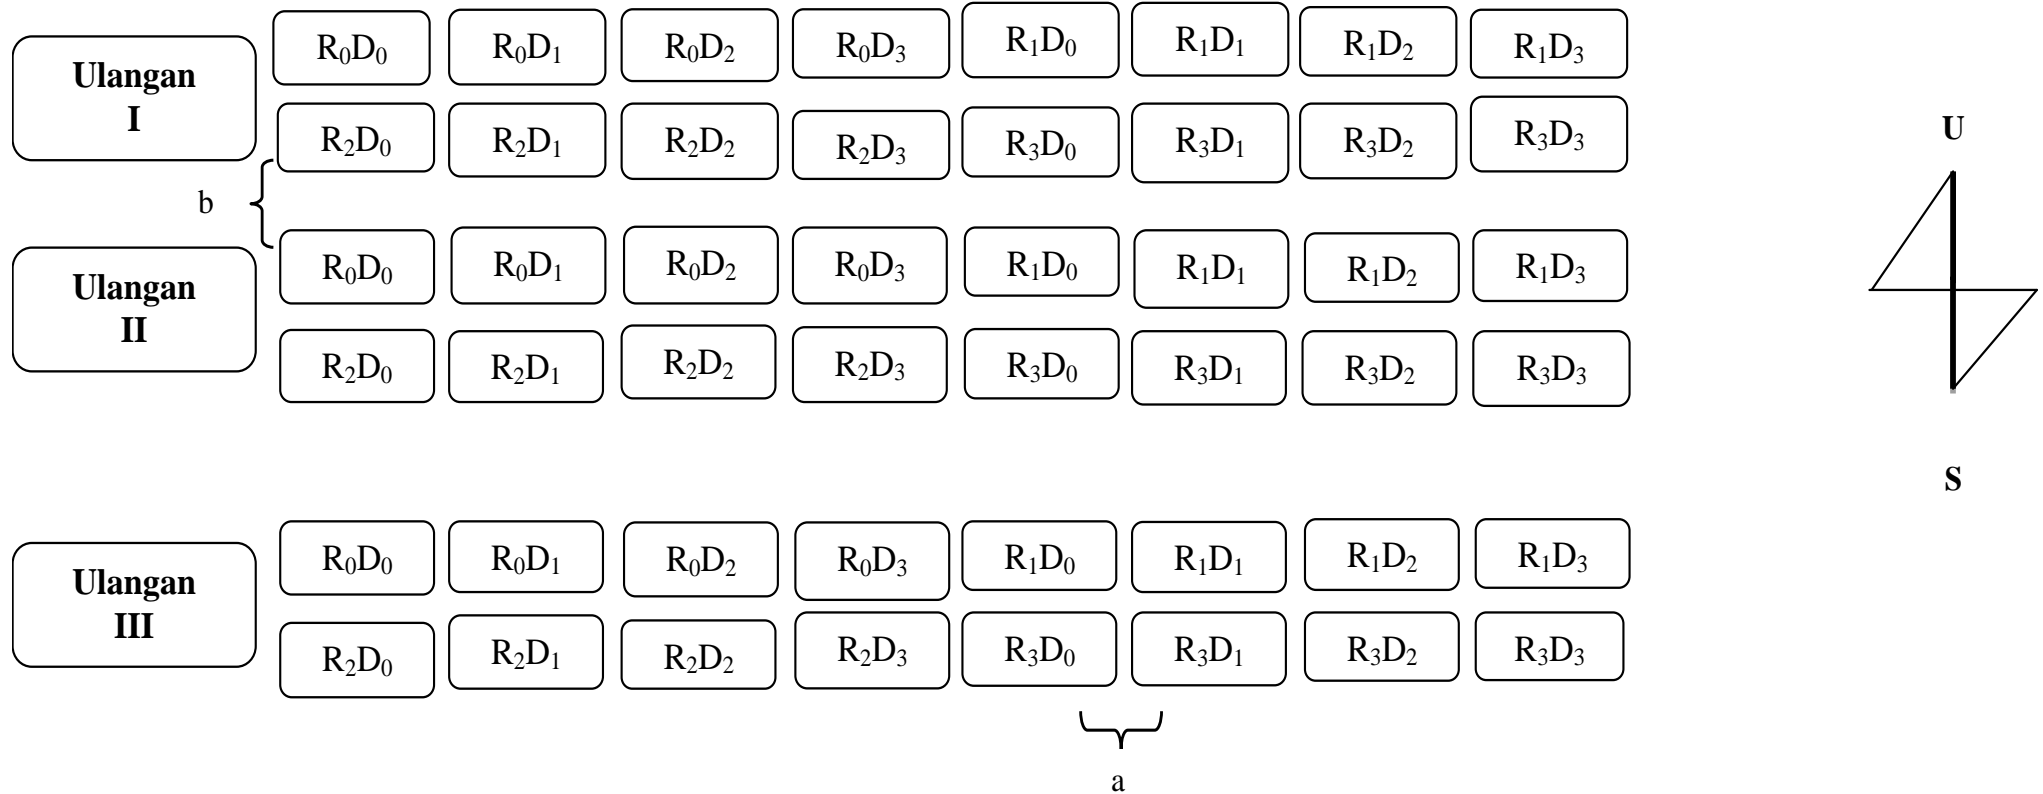 R₀D₀ R₀D₁ R₀D₂ R₀D₃ R₁D₀ R₁D₁ R₁D₂ R₁D₃
Ulangan
I
R₂D₀ R₂D₁ R₂D₂ R₂D₃ R₃D₀ R₃D₁ R₃D₂ R₃D₃
U
b
R₀D₀ R₀D₁ R₀D₂ R₀D₃ R₁D₀ R₁D₁ R₁D₂ R₁D₃
Ulangan
II
R₂D₀ R₂D₁ R₂D₂ R₂D₃ R₃D₀ R₃D₁ R₃D₂ R₃D₃
S
R₀D₀ R₀D₁ R₀D₂ R₀D₃ R₁D₀ R₁D₁ R₁D₂ R₁D₃
Ulangan
III
R₂D₀ R₂D₁ R₂D₂ R₂D₃ R₃D₀ R₃D₁ R₃D₂ R₃D₃
a